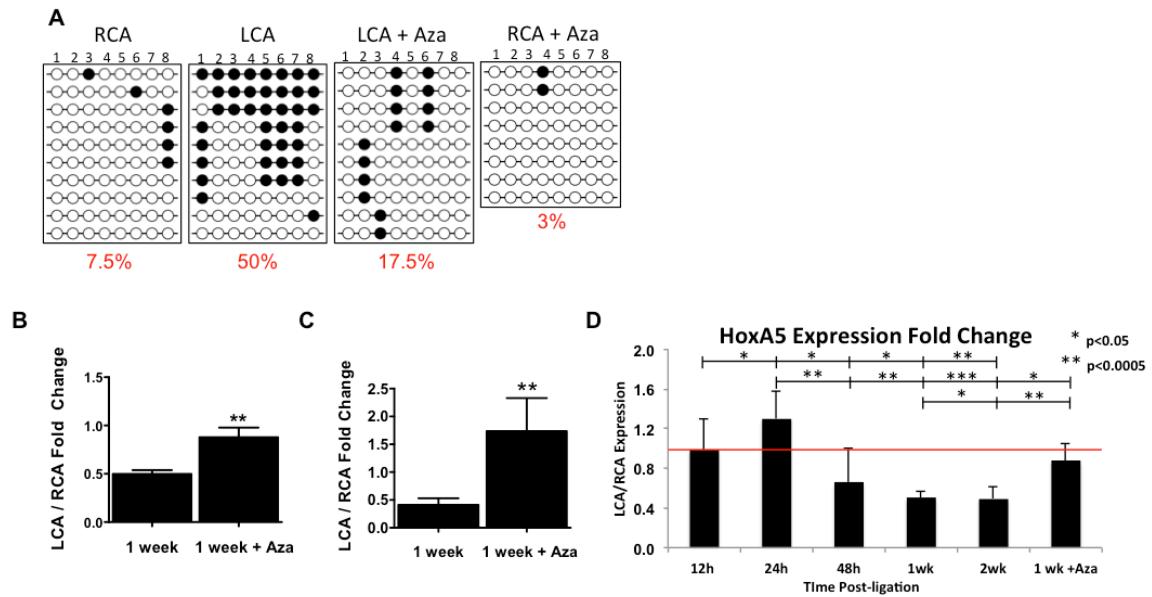 A
RCA
LCA
LCA + Aza
RCA + Aza
1 2 3 4 5 6 7 8
1 2 3 4 5 6 7 8
1 2 3 4 5 6 7 8
1 2 3 4 5 6 7 8
7.5%
50%
17.5%
3%
B
LCA / RCA Fold Change
1.5
1.0
0.5
0.0
**
1 week
1 week + Aza
C
LCA / RCA Fold Change
2.5
2.0
1.5
1.0
0.5
0.0
**
1 week
1 week + Aza
D
HoxA5 Expression Fold Change
* p<0.05
** p<0.0005
LCA/RCA Expression
2.0
1.6
1.2
0.8
0.4
0.0
* * * **
** ** *** *
* **
12h
24h
48h
1wk
2wk
1 wk +Aza
TIme Post-ligation